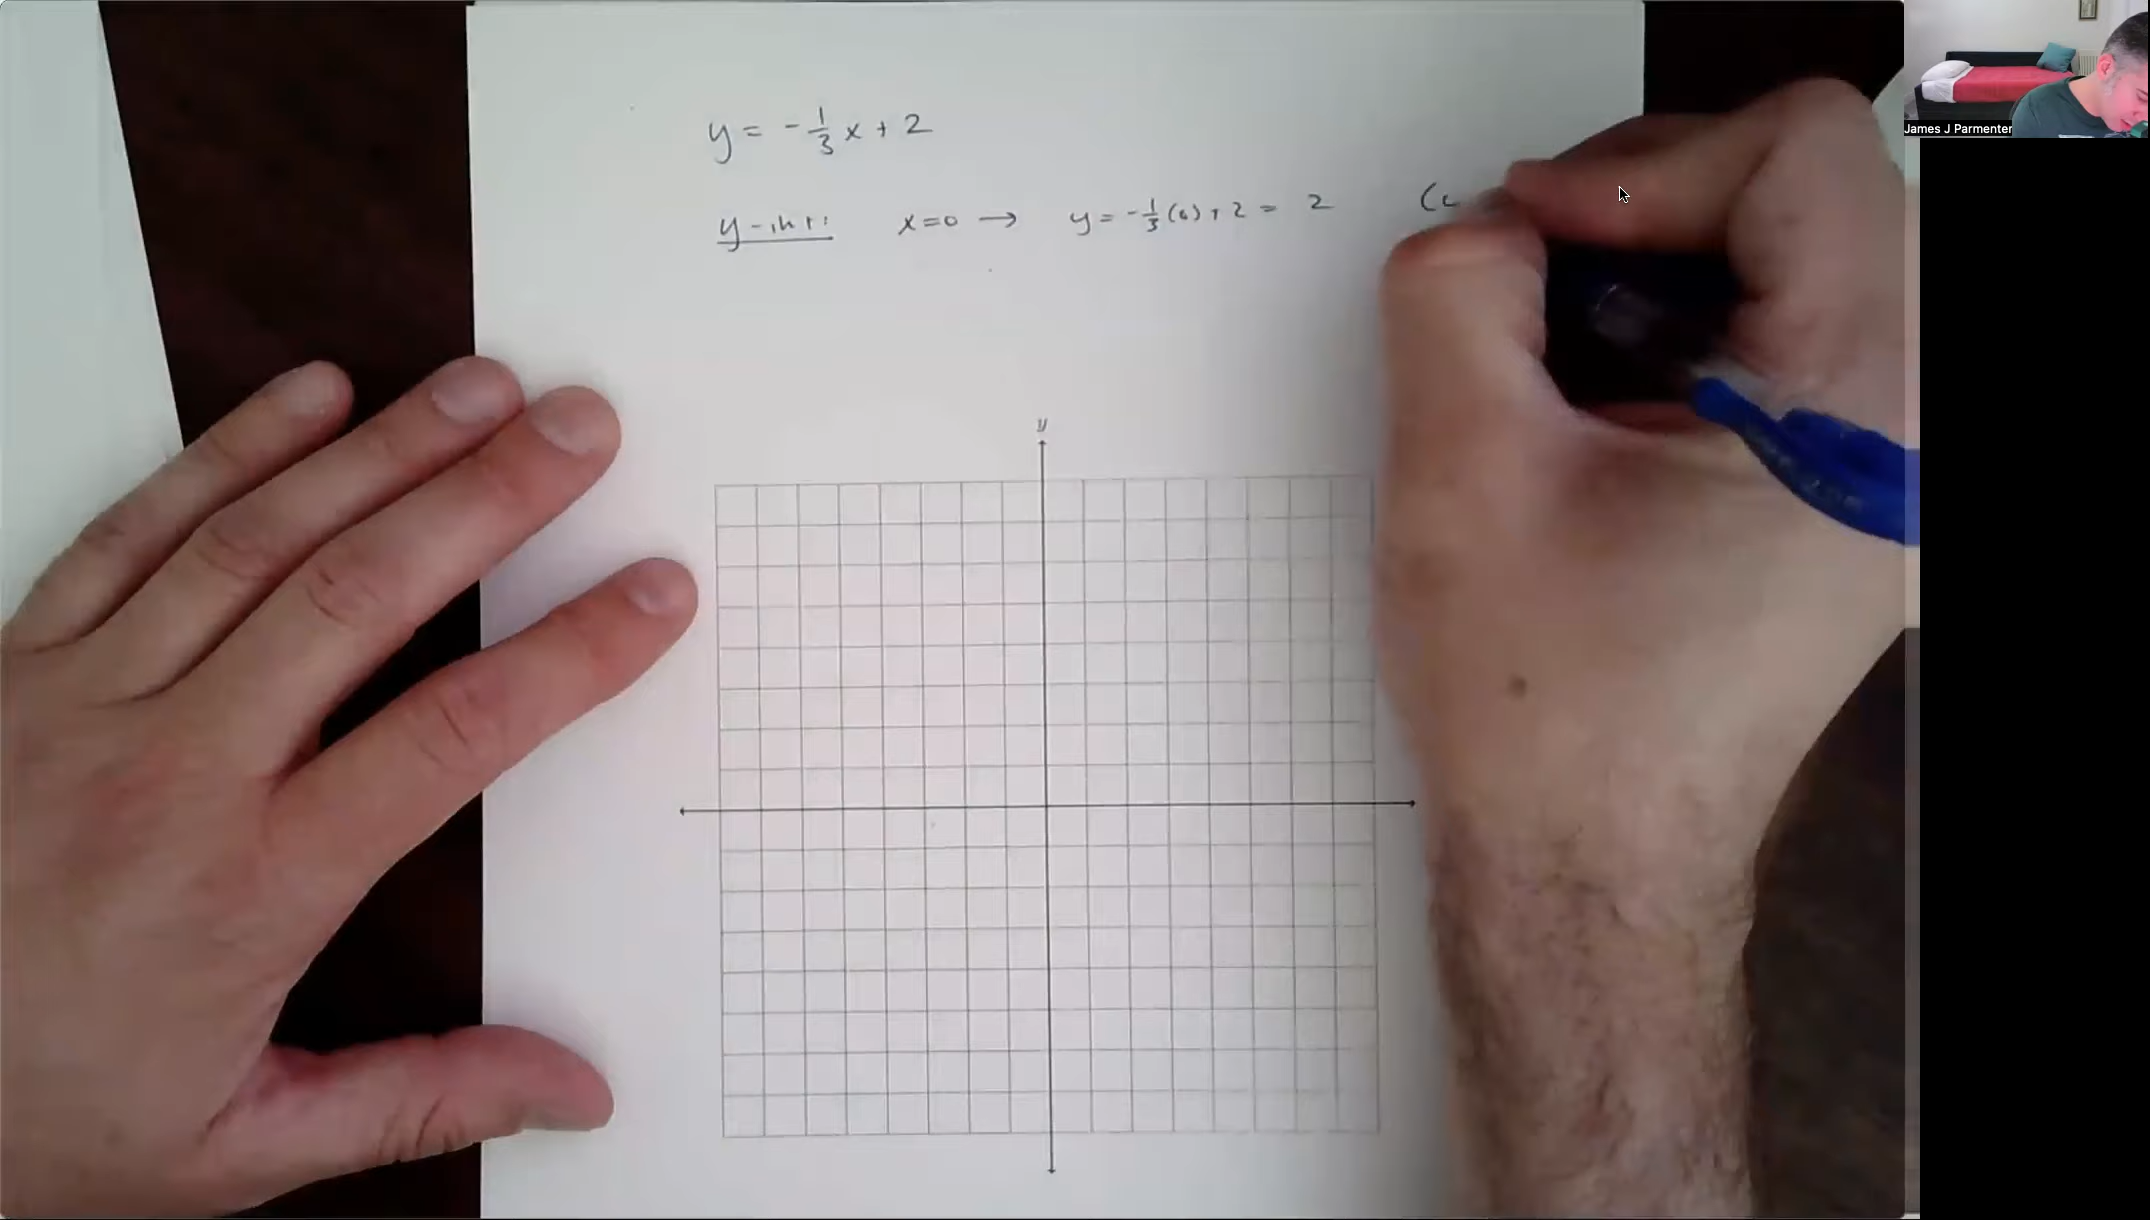 y = -1/3 x + 2
y-int: x=0 → y = -1/3 (0) + 2 = 2 (
y
James J Parmenter